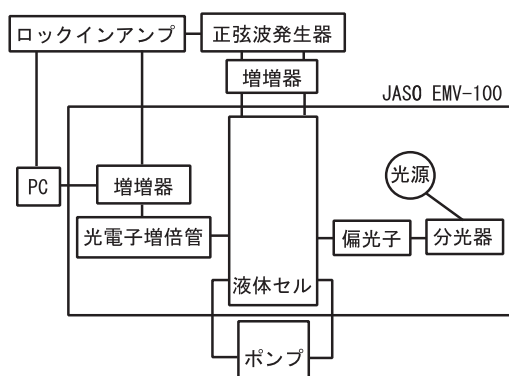 ロックインアンプ
正弦波発生器
増増器
JASO EMV-100
PC
増増器
光電子増倍管
液体セル
偏光子
光源
分光器
ポンプ